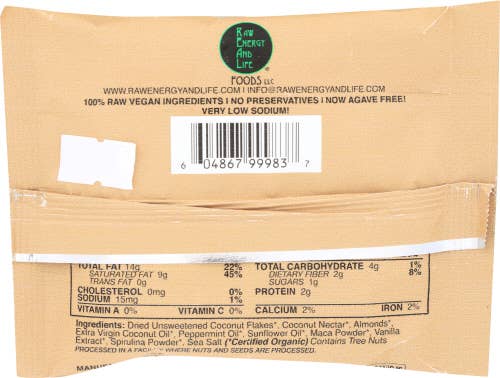 RAW
ENERGY
AND
LIFE
®
FOODS LLC
WWW.RAWENERGYANDLIFE.COM I INFO@RAWENERGYANDLIFE.COM
100% RAW VEGAN INGREDIENTS I NO PRESERVATIVES I NOW AGAVE FREE!
VERY LOW SODIUM!
6 04867 99983 7
TOTAL FAT 14g 22% TOTAL CARBOHYDRATE 4g 1%
SATURATED FAT 9g 45% DIETARY FIBER 2g 8%
TRANS FAT 0g SUGARS 1g
CHOLESTEROL 0mg 0% PROTEIN 2g
SODIUM 15mg 1%
VITAMIN A 0% VITAMIN C 0% CALCIUM 2% IRON 2%
Ingredients: Dried Unsweetened Coconut Flakes*, Coconut Nectar*, Almonds*,
Extra Virgin Coconut Oil*, Peppermint Oil*, Sunflower Oil*, Maca Powder*, Vanilla
Extract*, Spirulina Powder*, Sea Salt (*Certified Organic) Contains Tree Nuts
PROCESSED IN A FACILITY WHERE NUTS AND SEEDS ARE PROCESSED.